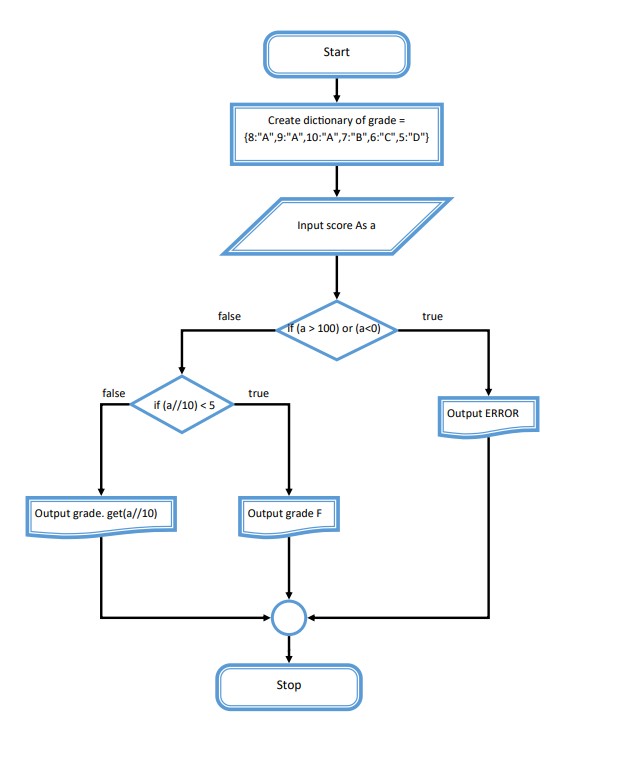 Start
Create dictionary of grade =
{8:"A",9:"A",10:"A",7:"B",6:"C",5:"D"}
Input score As a
false
If (a > 100) or (a<0)
true
false
if (a//10) < 5
true
Output ERROR
Output grade. get(a//10)
Output grade F
Stop